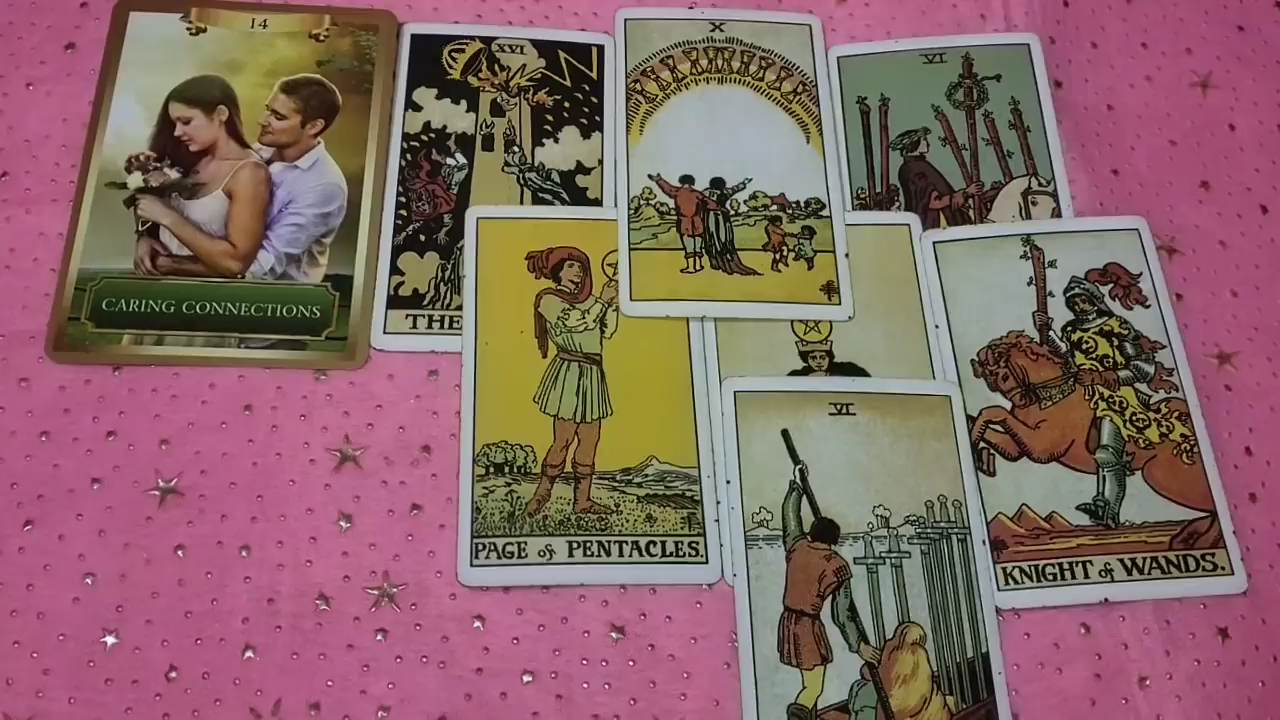 14
CARING CONNECTIONS
XVI
THE
X
VI
PAGE of PENTACLES.
VI
KNIGHT of WANDS.